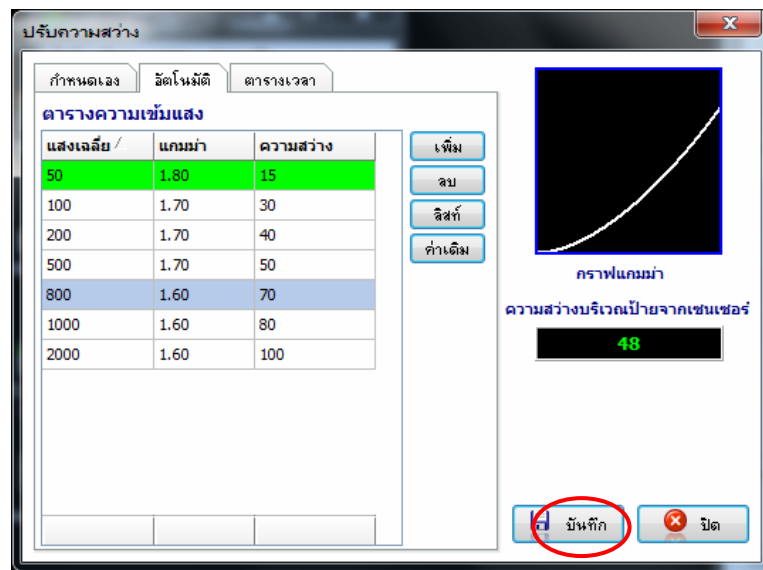 ปรับความสว่าง
กำหนดเอง อัตโนมัติ ตารางเวลา
ตารางความเข้มแสง
แสงเฉลี่ย แกมม่า ความสว่าง
50 1.80 15
100 1.70 30
200 1.70 40
500 1.70 50
800 1.60 70
1000 1.60 80
2000 1.60 100
เพิ่ม
ลบ
ลิสท์
ค่าเดิม
กราฟแกมม่า
ความสว่างบริเวณป้ายจากเซนเซอร์
48
บันทึก ปิด